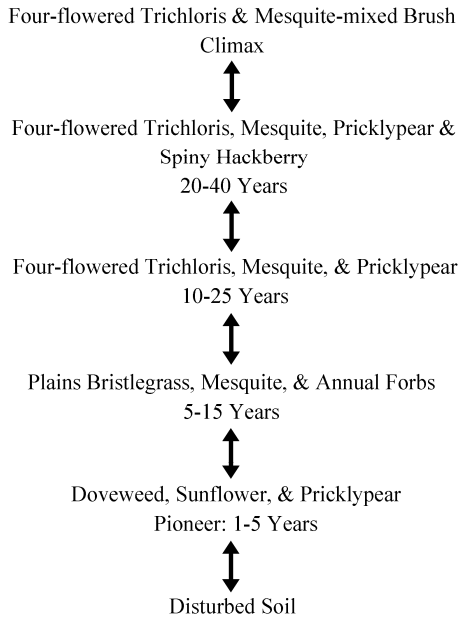 Four-flowered Trichloris & Mesquite-mixed Brush
Climax
Four-flowered Trichloris, Mesquite, Pricklypear &
Spiny Hackberry
20-40 Years
Four-flowered Trichloris, Mesquite, & Pricklypear
10-25 Years
Plains Bristlegrass, Mesquite, & Annual Forbs
5-15 Years
Doveweed, Sunflower, & Pricklypear
Pioneer: 1-5 Years
Disturbed Soil